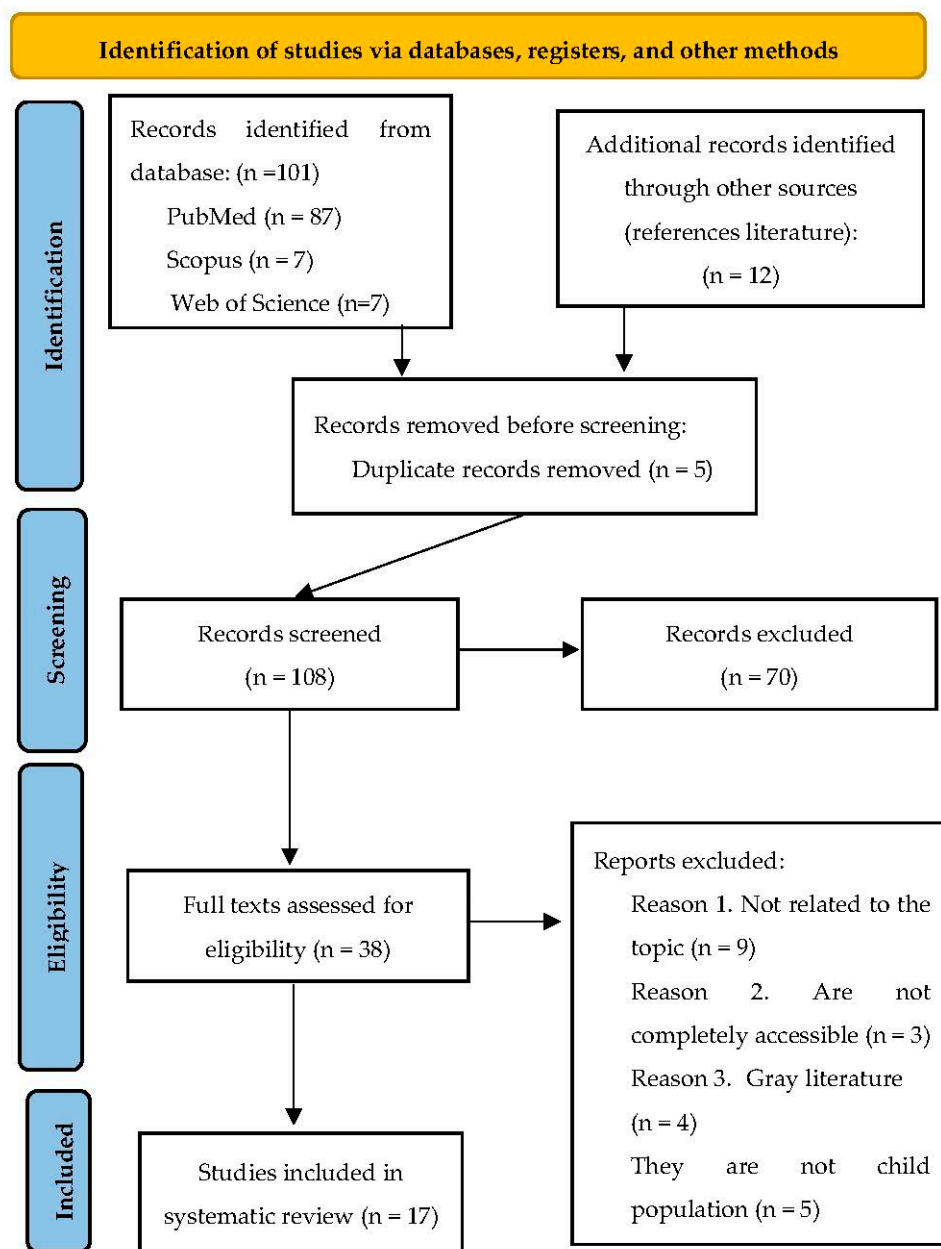 Identification of studies via databases, registers, and other methods
Identification
Records identified from
database: (n =101)
PubMed (n = 87)
Scopus (n = 7)
Web of Science (n=7)
Additional records identified
through other sources
(references literature):
(n = 12)
Records removed before screening:
Duplicate records removed (n = 5)
Screening
Records screened
(n = 108)
Records excluded
(n = 70)
Eligibility
Full texts assessed for
eligibility (n = 38)
Reports excluded:
Reason 1. Not related to the
topic (n = 9)
Reason 2. Are not
completely accessible (n = 3)
Reason 3. Gray literature
(n = 4)
They are not child
population (n = 5)
Included
Studies included in
systematic review (n = 17)